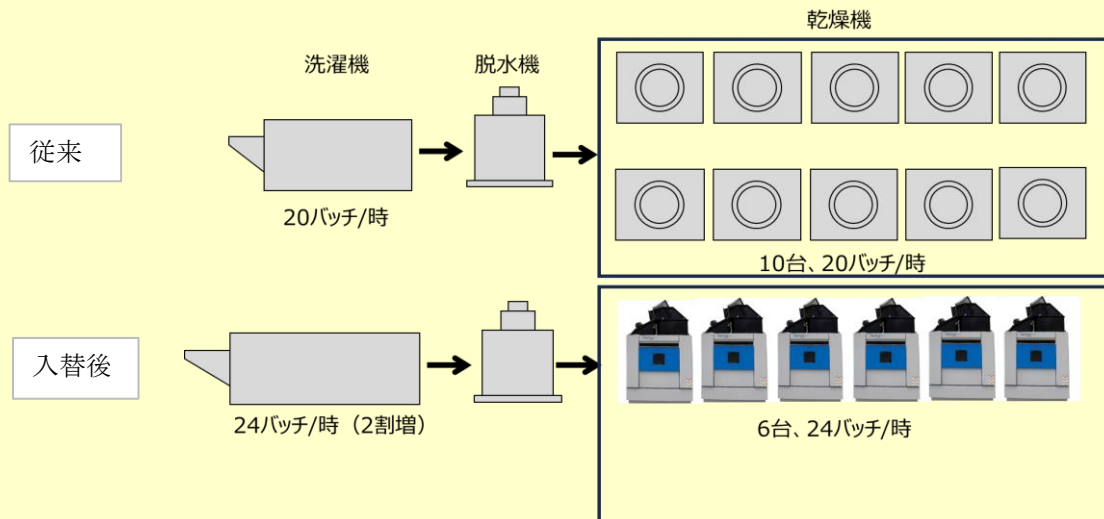 乾燥機
洗濯機
脱水機
従来
20バッチ/時
10台、20バッチ/時
入替後
24バッチ/時（2割増）
6台、24バッチ/時